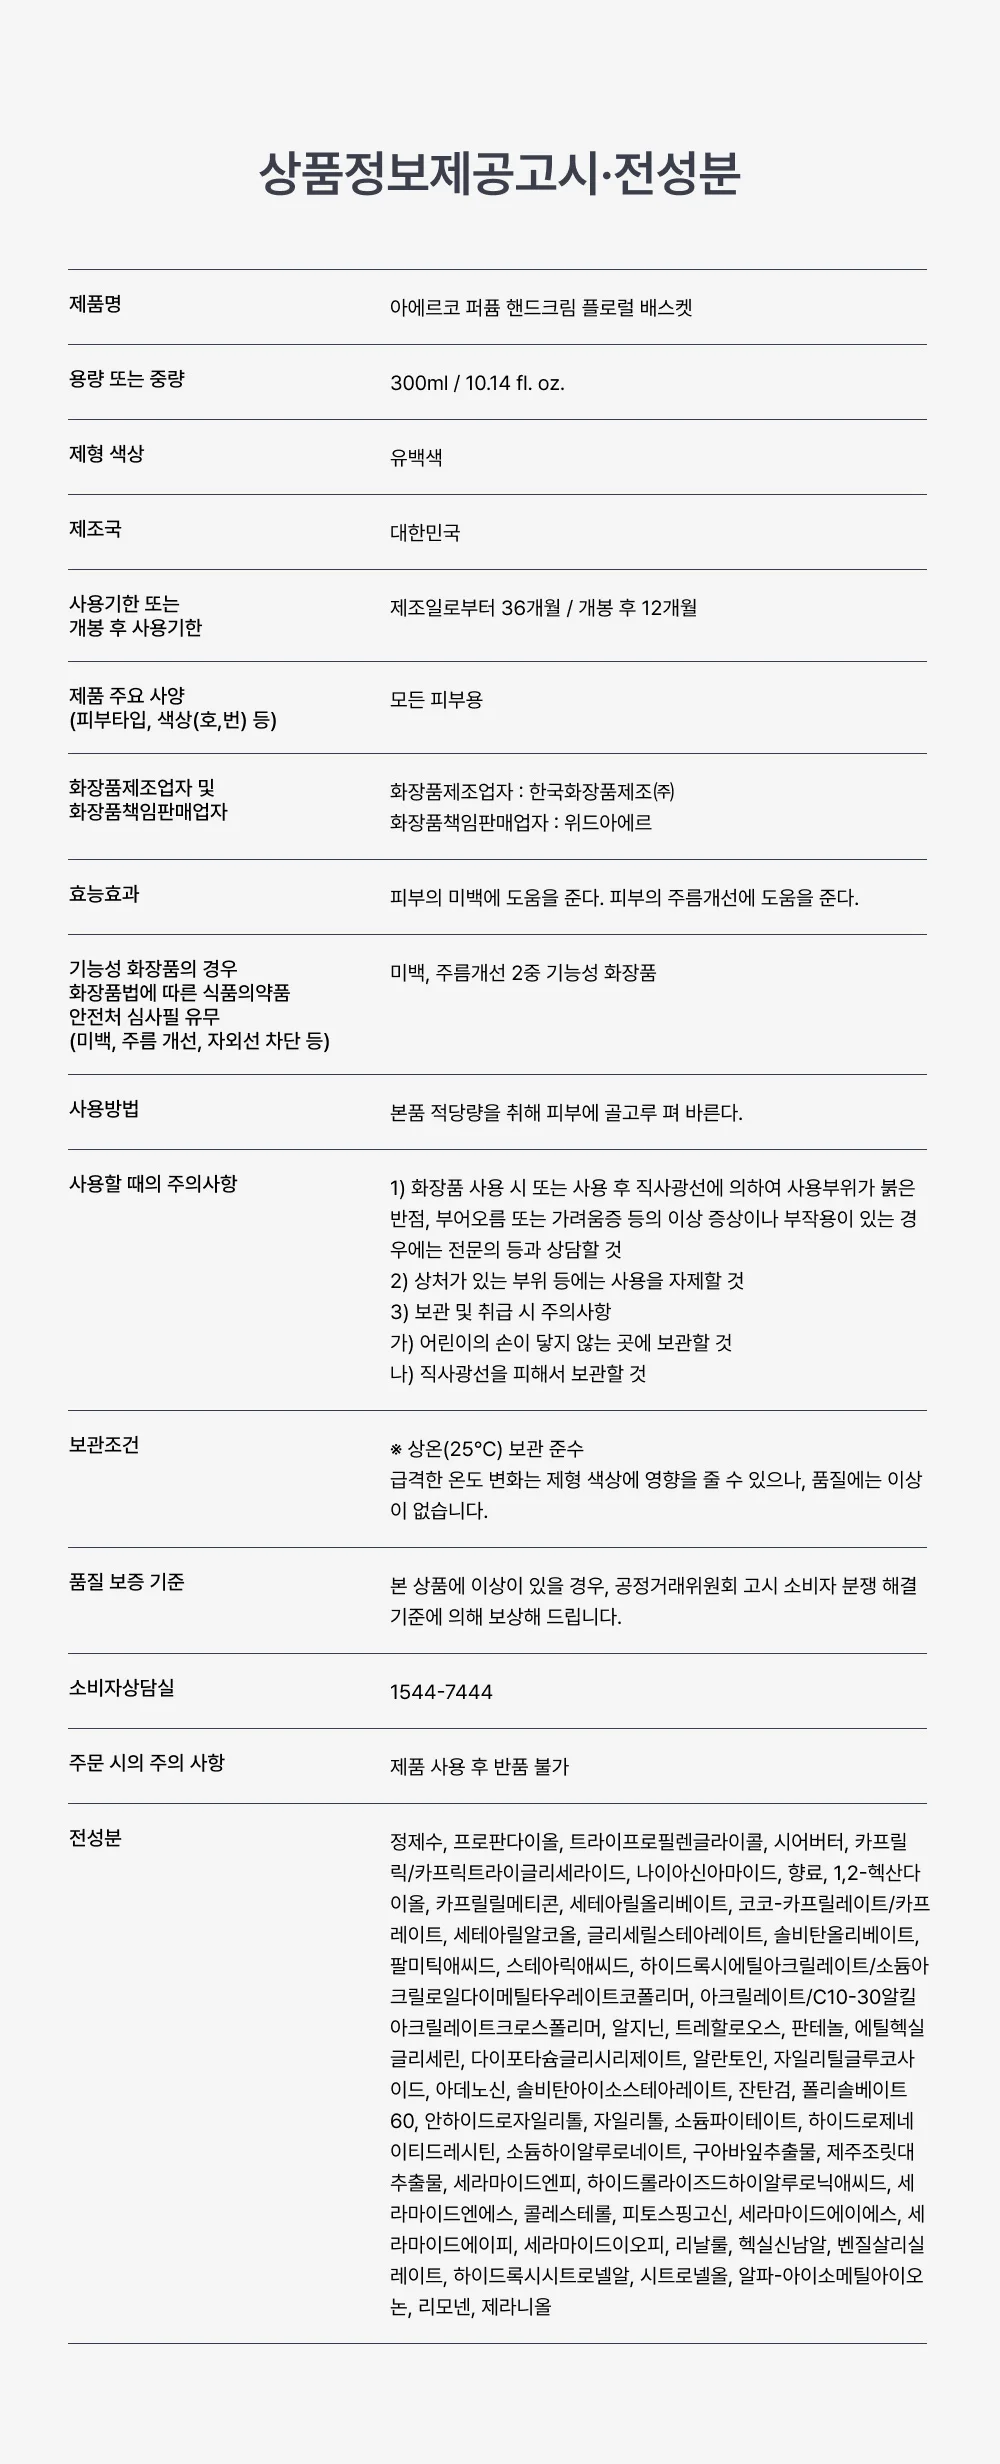 상품정보제공고시·전성분
제품명
아에르코 퍼퓸 핸드크림 플로럴 배스켓
용량 또는 중량
300ml / 10.14 fl. oz.
제형 색상
유백색
제조국
대한민국
사용기한 또는
개봉 후 사용기한
제조일로부터 36개월 / 개봉 후 12개월
제품 주요 사양
(피부타입, 색상(호,번) 등)
모든 피부용
화장품제조업자 및
화장품책임판매업자
화장품제조업자 : 한국화장품제조㈜
화장품책임판매업자 : 위드아에르
효능효과
피부의 미백에 도움을 준다. 피부의 주름개선에 도움을 준다.
기능성 화장품의 경우
화장품법에 따른 식품의약품
안전처 심사필 유무
(미백, 주름 개선, 자외선 차단 등)
미백, 주름개선 2중 기능성 화장품
사용방법
본품 적당량을 취해 피부에 골고루 펴 바른다.
사용할 때의 주의사항
1) 화장품 사용 시 또는 사용 후 직사광선에 의하여 사용부위가 붉은
반점, 부어오름 또는 가려움증 등의 이상 증상이나 부작용이 있는 경
우에는 전문의 등과 상담할 것
2) 상처가 있는 부위 등에는 사용을 자제할 것
3) 보관 및 취급 시 주의사항
가) 어린이의 손이 닿지 않는 곳에 보관할 것
나) 직사광선을 피해서 보관할 것
보관조건
※ 상온(25°C) 보관 준수
급격한 온도 변화는 제형 색상에 영향을 줄 수 있으나, 품질에는 이상
이 없습니다.
품질 보증 기준
본 상품에 이상이 있을 경우, 공정거래위원회 고시 소비자 분쟁 해결
기준에 의해 보상해 드립니다.
소비자상담실
1544-7444
주문 시의 주의 사항
제품 사용 후 반품 불가
전성분
정제수, 프로판다이올, 트라이프로필렌글라이콜, 시어버터, 카프릴
릭/카프릭트라이글리세라이드, 나이아신아마이드, 향료, 1,2-헥산다
이올, 카프릴릴메티콘, 세테아릴올리베이트, 코코-카프릴레이트/카프
레이트, 세테아릴알코올, 글리세릴스테아레이트, 솔비탄올리베이트,
팔미틱애씨드, 스테아릭애씨드, 하이드록시에틸아크릴레이트/소듐아
크릴로일다이메틸타우레이트코폴리머, 아크릴레이트/C10-30알킬
아크릴레이트크로스폴리머, 알지닌, 트레할로오스, 판테놀, 에틸헥실
글리세린, 다이포타슘글리시리제이트, 알란토인, 자일리틸글루코사
이드, 아데노신, 솔비탄아이소스테아레이트, 잔탄검, 폴리솔베이트
60, 안하이드로자일리톨, 자일리톨, 소듐파이테이트, 하이드로제네
이티드레시틴, 소듐하이알루로네이트, 구아바잎추출물, 제주조릿대
추출물, 세라마이드엔피, 하이드롤라이즈드하이알루로닉애씨드, 세
라마이드엔에스, 콜레스테롤, 피토스핑고신, 세라마이드에이에스, 세
라마이드에이피, 세라마이드이오피, 리날룰, 헥실신남알, 벤질살리실
레이트, 하이드록시시트로넬알, 시트로넬올, 알파-아이소메틸아이오
논, 리모넨, 제라니올